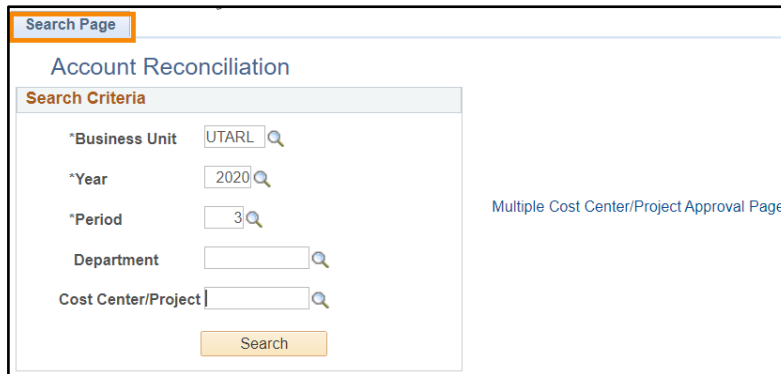 Search Page
Account Reconciliation
Search Criteria
*Business Unit UTARL
*Year 2020
*Period 3
Multiple Cost Center/Project Approval Page
Department
Cost Center/Project
Search